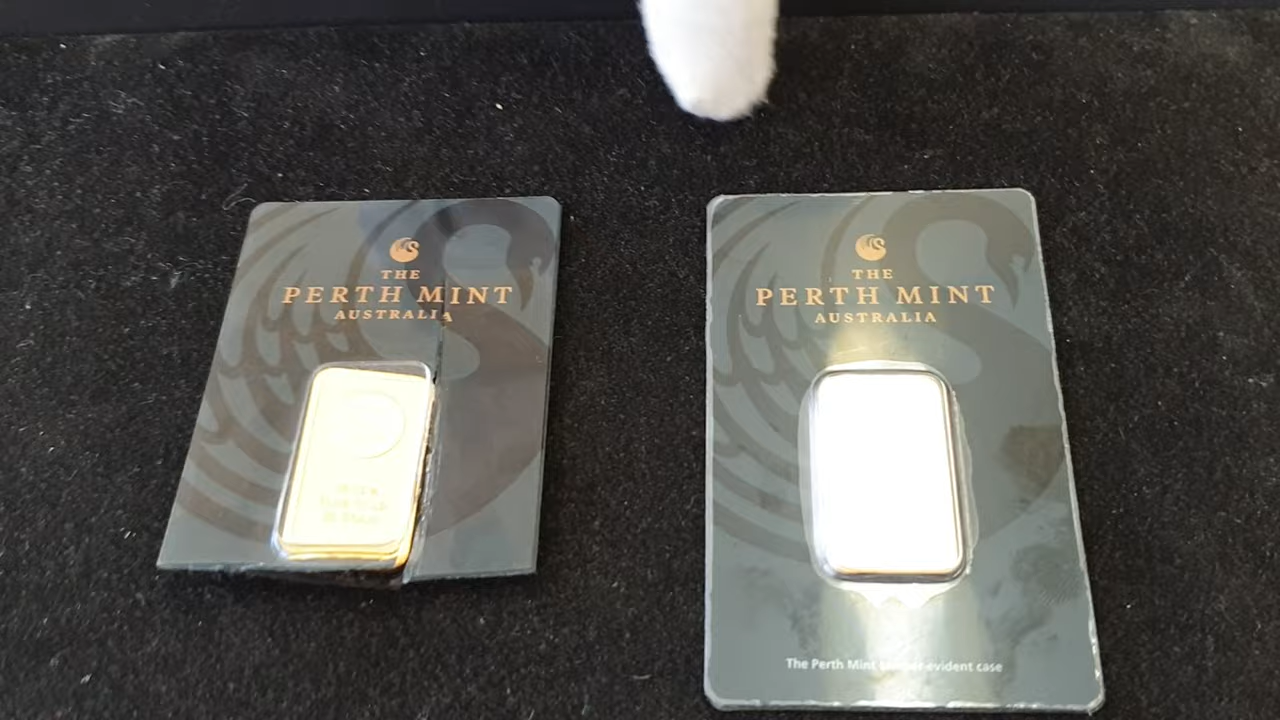 THE
PERTH MINT
AUSTRALIA
THE
PERTH MINT
AUSTRALIA
The Perth Mint evident case